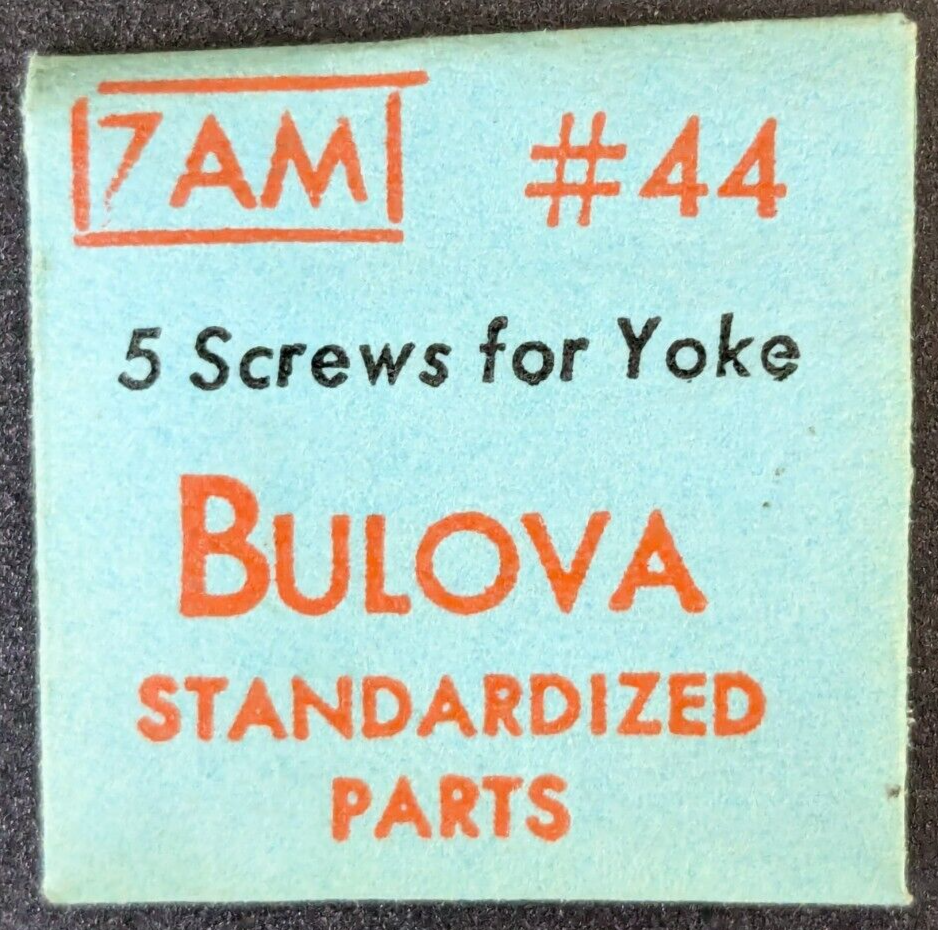 7AM #44
5 Screws for Yoke
BULOVA
STANDARDIZED
PARTS